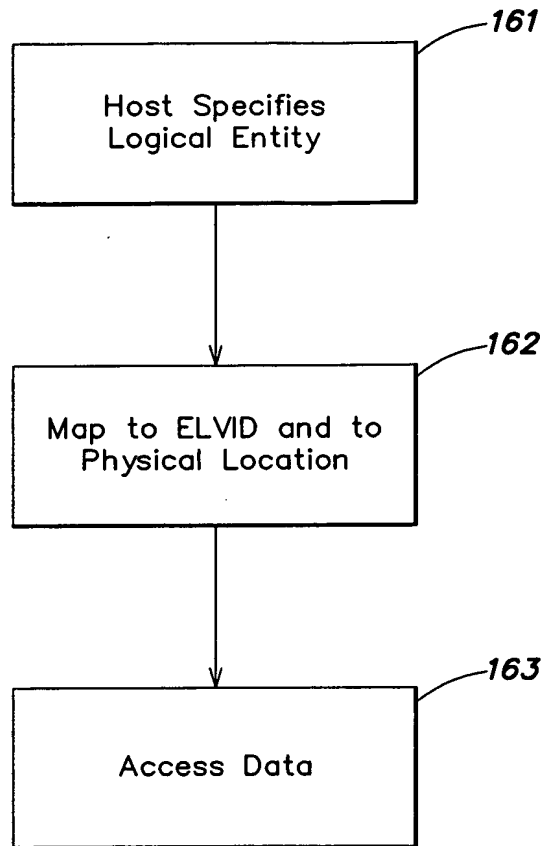 161
Host Specifies
Logical Entity
162
Map to ELVID and to
Physical Location
163
Access Data